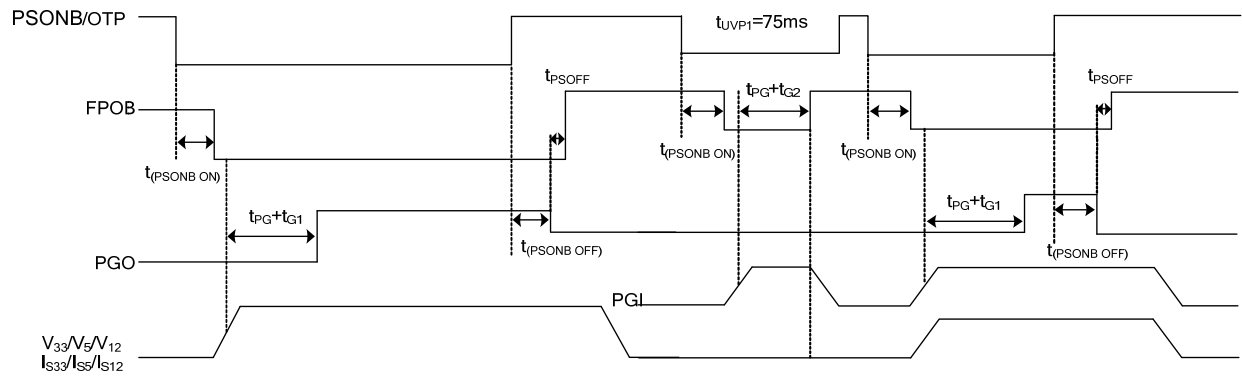 PSONB/OTP
tUVP1=75ms
tPSOFF
tPSOFF
FPOB
tPG+tG2
t(PSONB ON)
t(PSONB ON)
t(PSONB ON)
tPG+tG1
tPG+tG1
t(PSONB OFF)
t(PSONB OFF)
PGO
PGI
V33/V5/V12
IS33/IS5/IS12